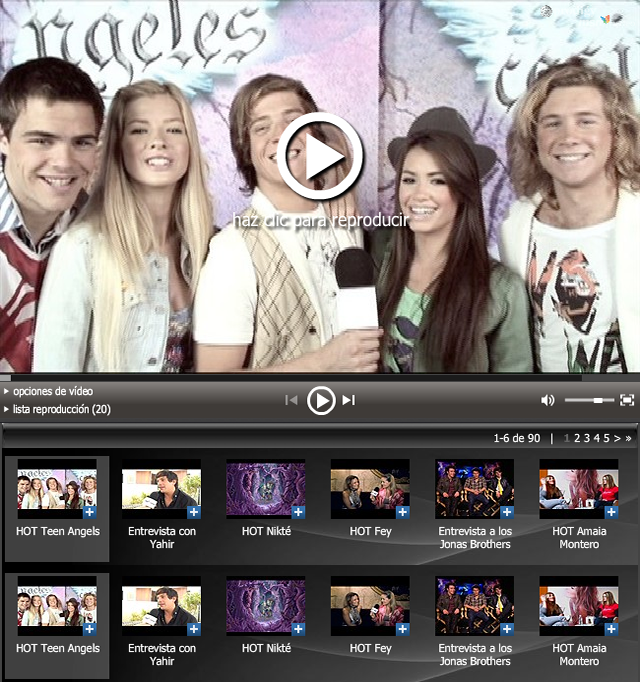 ngeles
haz clic para reproducir
opciones de vídeo
lista reproducción (20)
1-6 de 90 | 1 2 3 4 5 > »
HOT Teen Angels
Entrevista con
Yahir
HOT Nikté
HOT Fey
Entrevista a los
Jonas Brothers
HOT Amaia
Montero
HOT Teen Angels
Entrevista con
Yahir
HOT Nikté
HOT Fey
Entrevista a los
Jonas Brothers
HOT Amaia
Montero